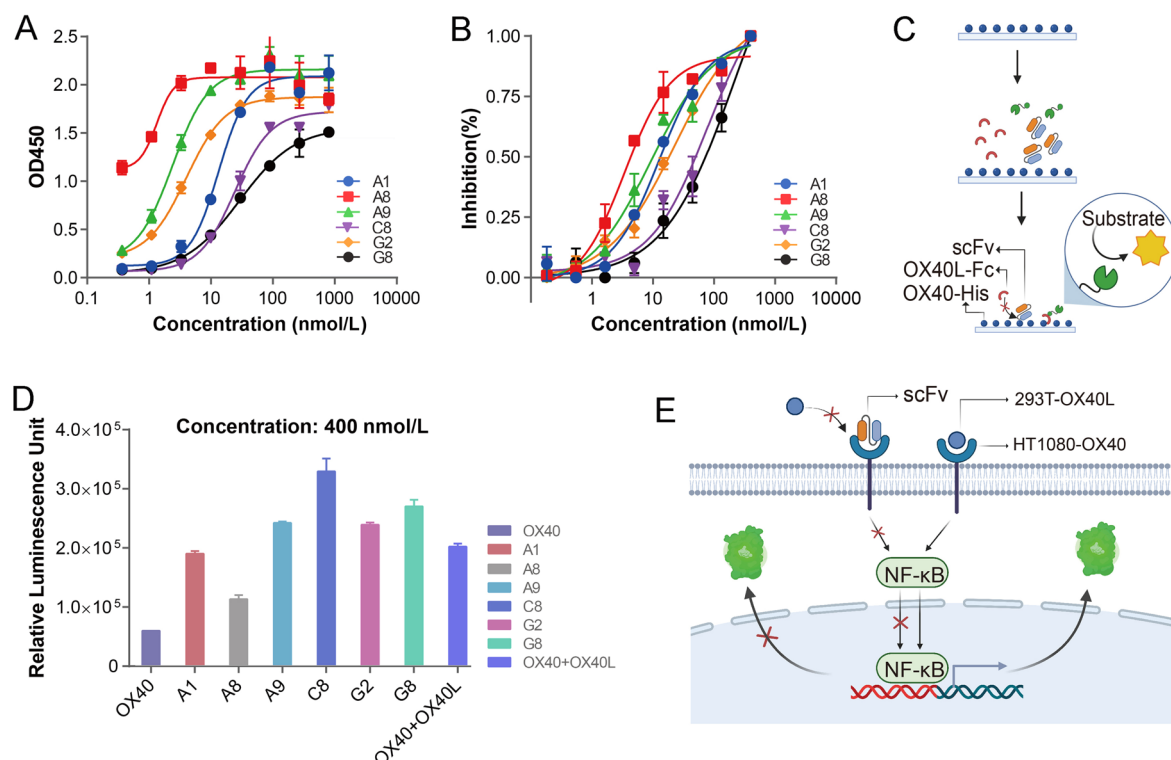 A
OD450
2.5
2.0
1.5
1.0
0.5
0.0
0.1
1
10
100
1000
10000
Concentration (nmol/L)
A1
A8
A9
C8
G2
G8
B
Inhibition(%)
1.00
0.75
0.50
0.25
0.00
1
10
100
1000
10000
Concentration (nmol/L)
A1
A8
A9
C8
G2
G8
C
Substrate
scFv
OX40L-Fc
OX40-His
D
Concentration: 400 nmol/L
Relative Luminescence Unit
4.0×10⁵
3.0×10⁵
2.0×10⁵
1.0×10⁵
0
OX40
A1
A8
A9
C8
G2
G8
OX40+OX40L
OX40
A1
A8
A9
C8
G2
G8
OX40+OX40L
E
scFv
293T-OX40L
HT1080-OX40
NF-κB
NF-κB